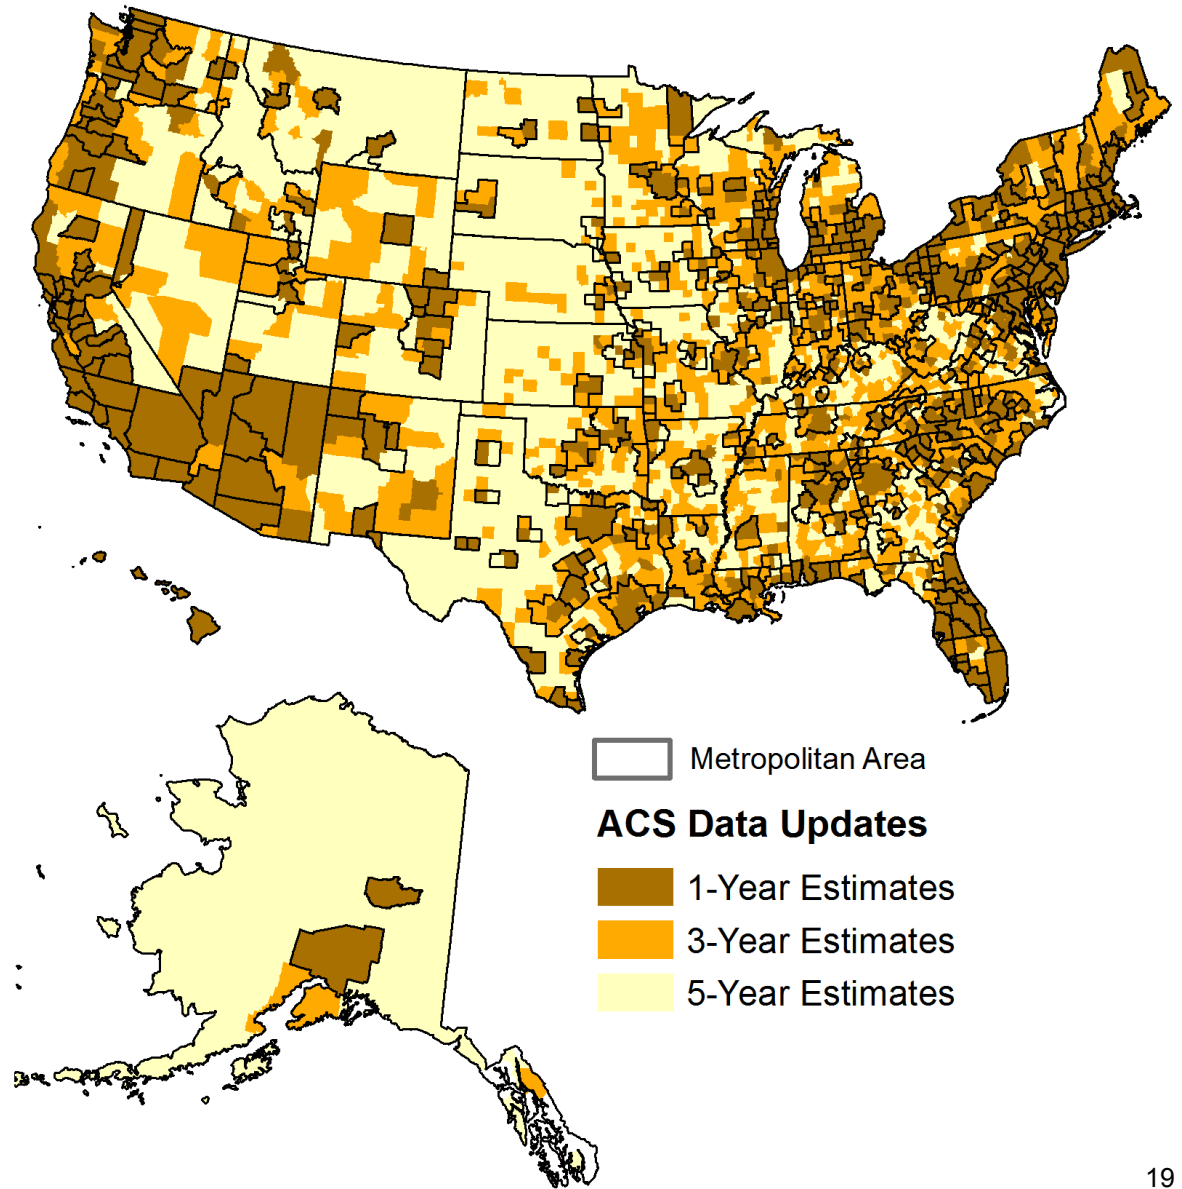 Metropolitan Area
ACS Data Updates
1-Year Estimates
3-Year Estimates
5-Year Estimates
19